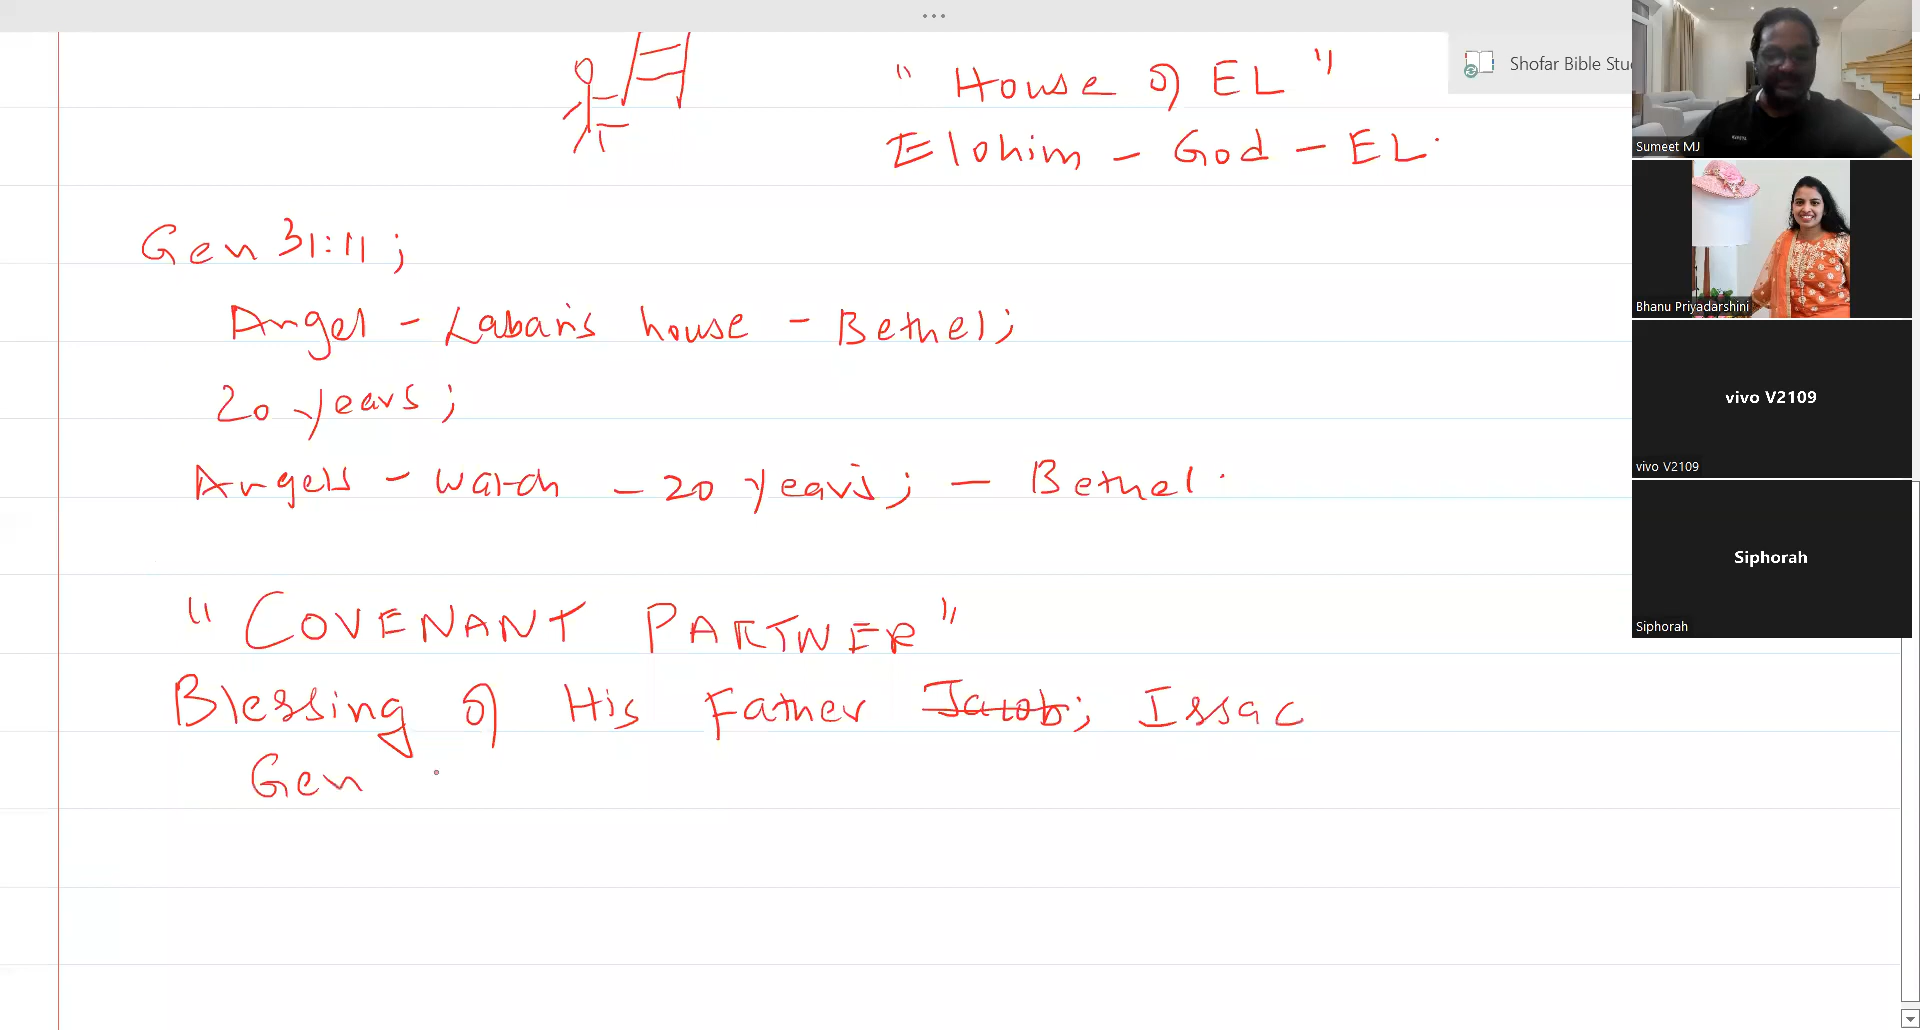 "House of EL"
Elohim - God - EL.
Gen 31:11;
Angel - Laban's house - Bethel;
20 years;
Angels - watch - 20 years; - Bethel.
"COVENANT PARTNER"
Blessing of His Father Jacob; Issac
Gen
Shofar Bible Stu
Sumeet MJ
Bhanu Priyadarshini
vivo V2109
vivo V2109
Siphorah
Siphorah